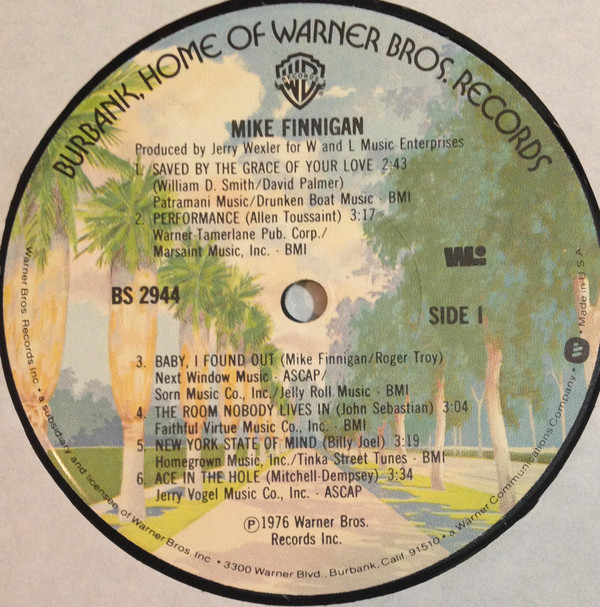 BURBANK, HOME OF WARNER BROS. RECORDS
WB
RECORDS
MIKE FINNIGAN
Produced by Jerry Wexler for W and L Music Enterprises
1. SAVED BY THE GRACE OF YOUR LOVE 2:43
(William D. Smith/David Palmer)
Patramani Music/Drunken Boat Music - BMI
2. PERFORMANCE (Allen Toussaint) 3:17
Warner-Tamerlane Pub. Corp./
Marsaint Music, Inc. - BMI
BS 2944
SIDE 1
3. BABY, I FOUND OUT (Mike Finnigan/Roger Troy)
Next Window Music - ASCAP/
Sorn Music Co., Inc./Jelly Roll Music - BMI
4. THE ROOM NOBODY LIVES IN (John Sebastian) 3:04
Faithful Virtue Music Co., Inc. - BMI
5. NEW YORK STATE OF MIND (Billy Joel) 3:19
Homegrown Music, Inc./Tinka Street Tunes - BMI
6. ACE IN THE HOLE (Mitchell-Dempsey) 3:34
Jerry Vogel Music Co., Inc. - ASCAP
℗1976 Warner Bros.
Records Inc.
Warner Bros. Records Inc. • a subsidiary and licensee of Warner Bros. Inc. • 3300 Warner Blvd., Burbank, Calif. 91510 • a Warner Communications Company • Made in U.S.A.